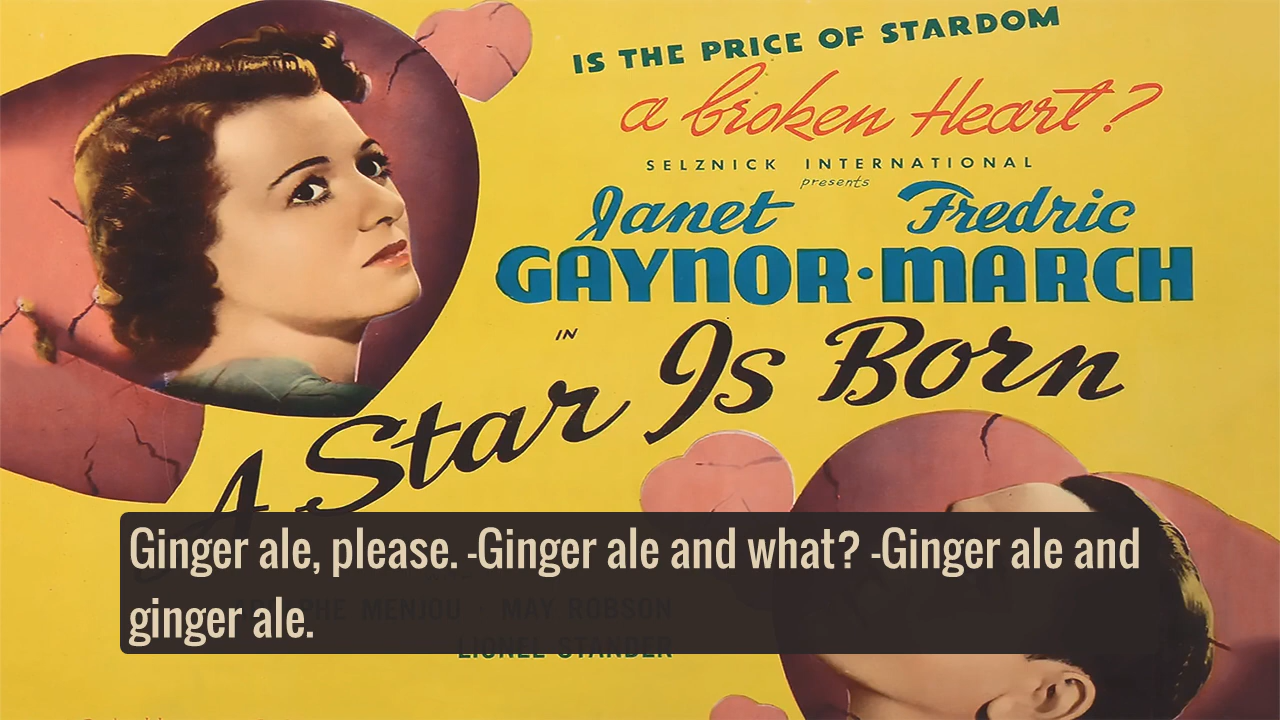 IS THE PRICE OF STARDOM
a broken Heart?
SELZNICK INTERNATIONAL
presents
Janet Fredric
GAYNOR·MARCH
IN
A Star Is Born
Ginger ale, please. -Ginger ale and what? -Ginger ale and
ginger ale.
MENJOU MAY ROBSON
LIONEL STANDER